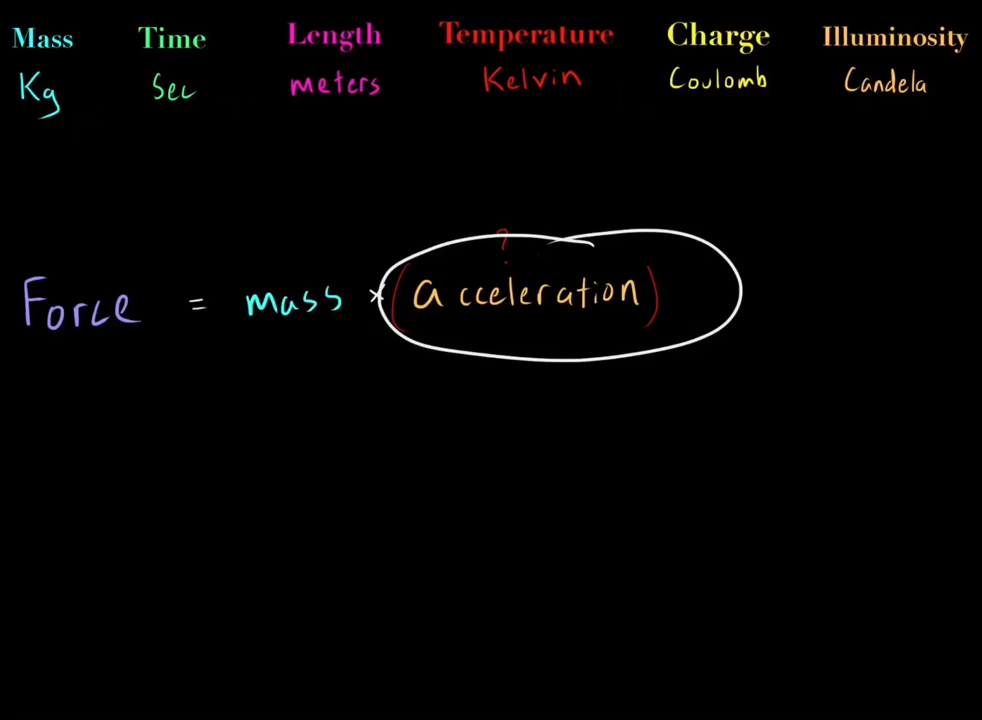 Mass Time Length Temperature Charge Illuminosity
Kg Sec meters Kelvin Coulomb Candela
?
Force = mass × (acceleration)